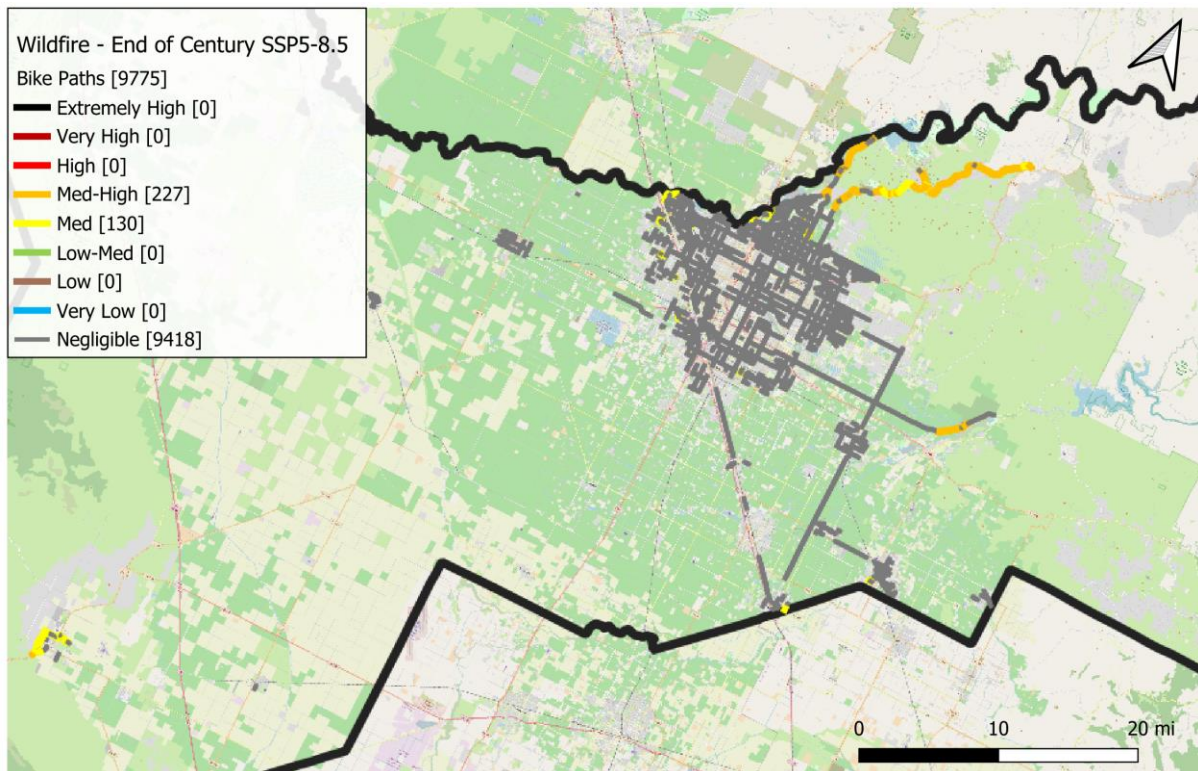 Wildfire - End of Century SSP5-8.5
Bike Paths [9775]
Extremely High [0]
Very High [0]
High [0]
Med-High [227]
Med [130]
Low-Med [0]
Low [0]
Very Low [0]
Negligible [9418]
0 10 20 mi